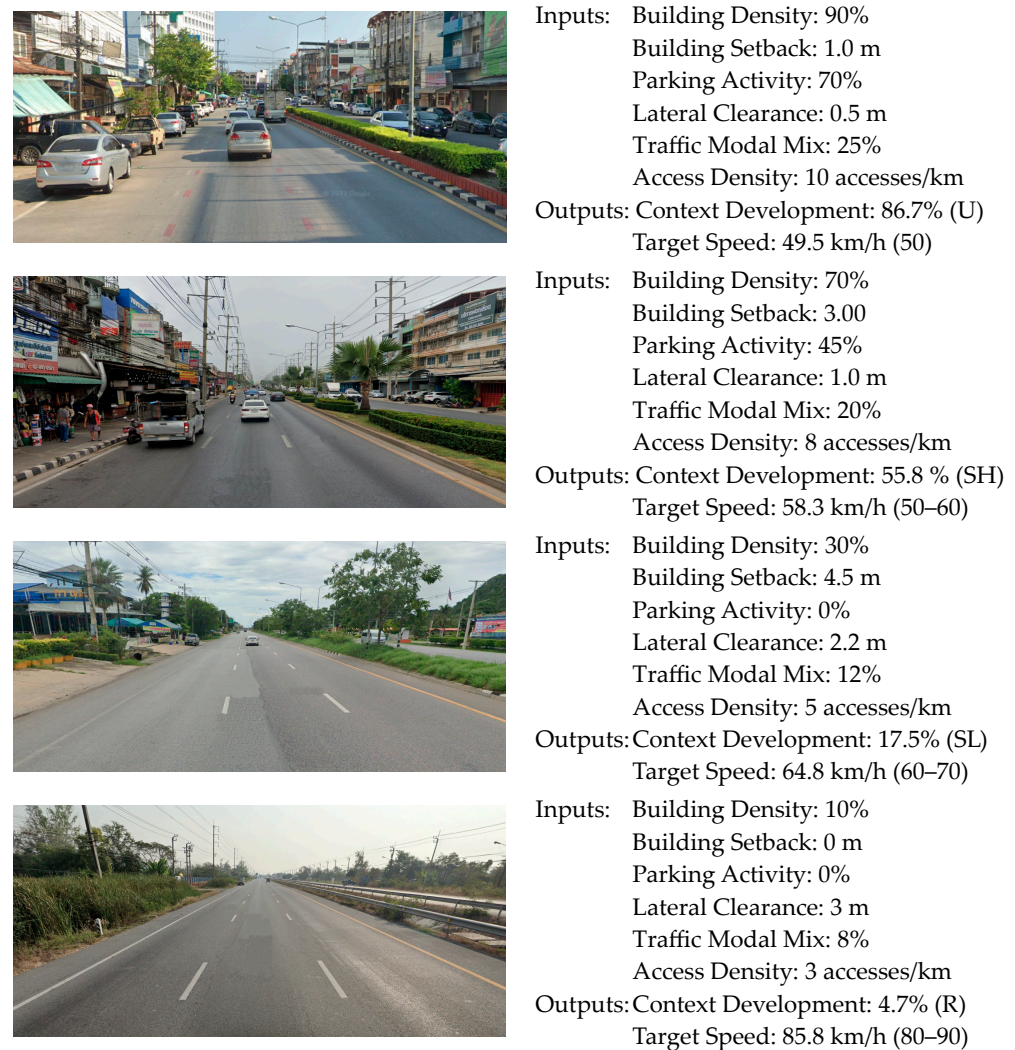 Inputs: Building Density: 90%
Building Setback: 1.0 m
Parking Activity: 70%
Lateral Clearance: 0.5 m
Traffic Modal Mix: 25%
Access Density: 10 accesses/km
Outputs: Context Development: 86.7% (U)
Target Speed: 49.5 km/h (50)
Inputs: Building Density: 70%
Building Setback: 3.00
Parking Activity: 45%
Lateral Clearance: 1.0 m
Traffic Modal Mix: 20%
Access Density: 8 accesses/km
Outputs: Context Development: 55.8 % (SH)
Target Speed: 58.3 km/h (50–60)
Inputs: Building Density: 30%
Building Setback: 4.5 m
Parking Activity: 0%
Lateral Clearance: 2.2 m
Traffic Modal Mix: 12%
Access Density: 5 accesses/km
Outputs: Context Development: 17.5% (SL)
Target Speed: 64.8 km/h (60–70)
Inputs: Building Density: 10%
Building Setback: 0 m
Parking Activity: 0%
Lateral Clearance: 3 m
Traffic Modal Mix: 8%
Access Density: 3 accesses/km
Outputs: Context Development: 4.7% (R)
Target Speed: 85.8 km/h (80–90)